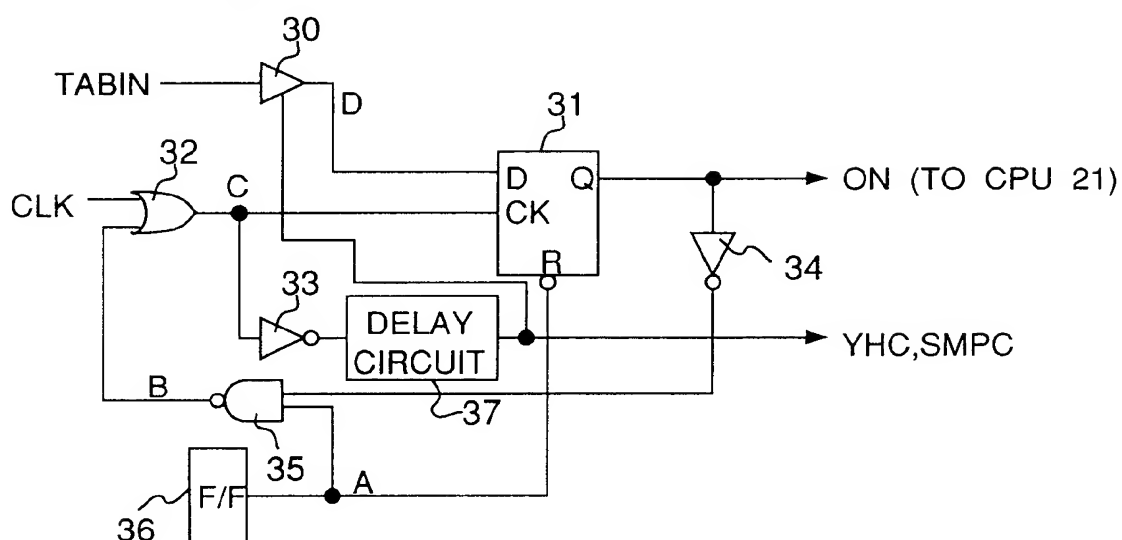 30
TABIN
D
31
32
C
D Q
ON (TO CPU 21)
CLK
CK
R
34
33
DELAY
CIRCUIT
YHC,SMPC
B
37
35
F/F
A
36